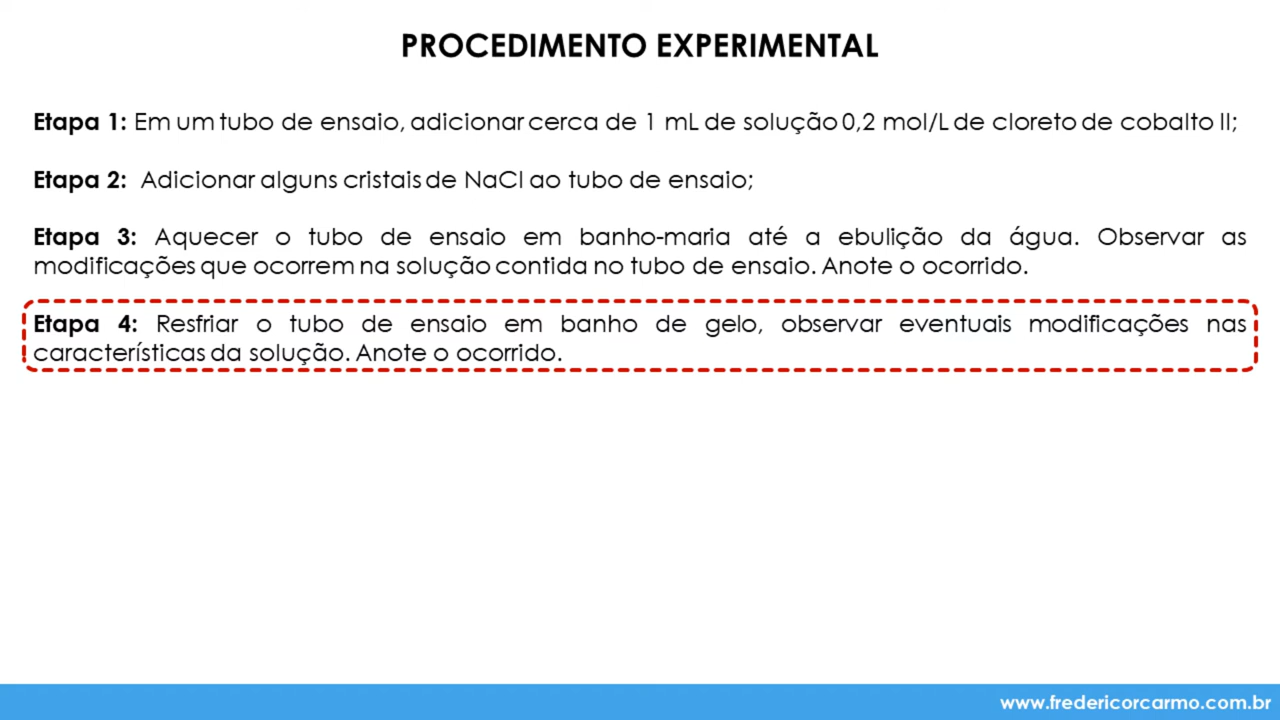 PROCEDIMENTO EXPERIMENTAL
Etapa 1: Em um tubo de ensaio, adicionar cerca de 1 mL de solução 0,2 mol/L de cloreto de cobalto II;
Etapa 2: Adicionar alguns cristais de NaCl ao tubo de ensaio;
Etapa 3: Aquecer o tubo de ensaio em banho-maria até a ebulição da água. Observar as
modificações que ocorrem na solução contida no tubo de ensaio. Anote o ocorrido.
Etapa 4: Resfriar o tubo de ensaio em banho de gelo, observar eventuais modificações nas
características da solução. Anote o ocorrido.
www.fredericorcarmo.com.br